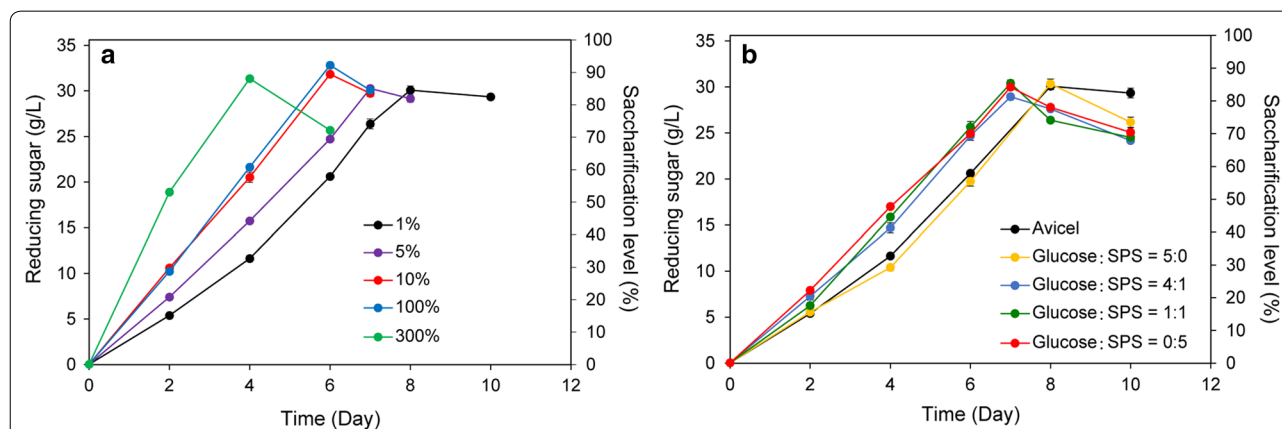 a
Reducing sugar (g/L)
35
30
25
20
15
10
5
0
0 2 4 6 8 10 12
Time (Day)
100
90
80
70
60
50
40
30
20
10
0
Saccharification level (%)
1%
5%
10%
100%
300%
b
Reducing sugar (g/L)
35
30
25
20
15
10
5
0
0 2 4 6 8 10 12
Time (Day)
100
90
80
70
60
50
40
30
20
10
0
Saccharification level (%)
Avicel
Glucose: SPS = 5:0
Glucose: SPS = 4:1
Glucose: SPS = 1:1
Glucose: SPS = 0:5